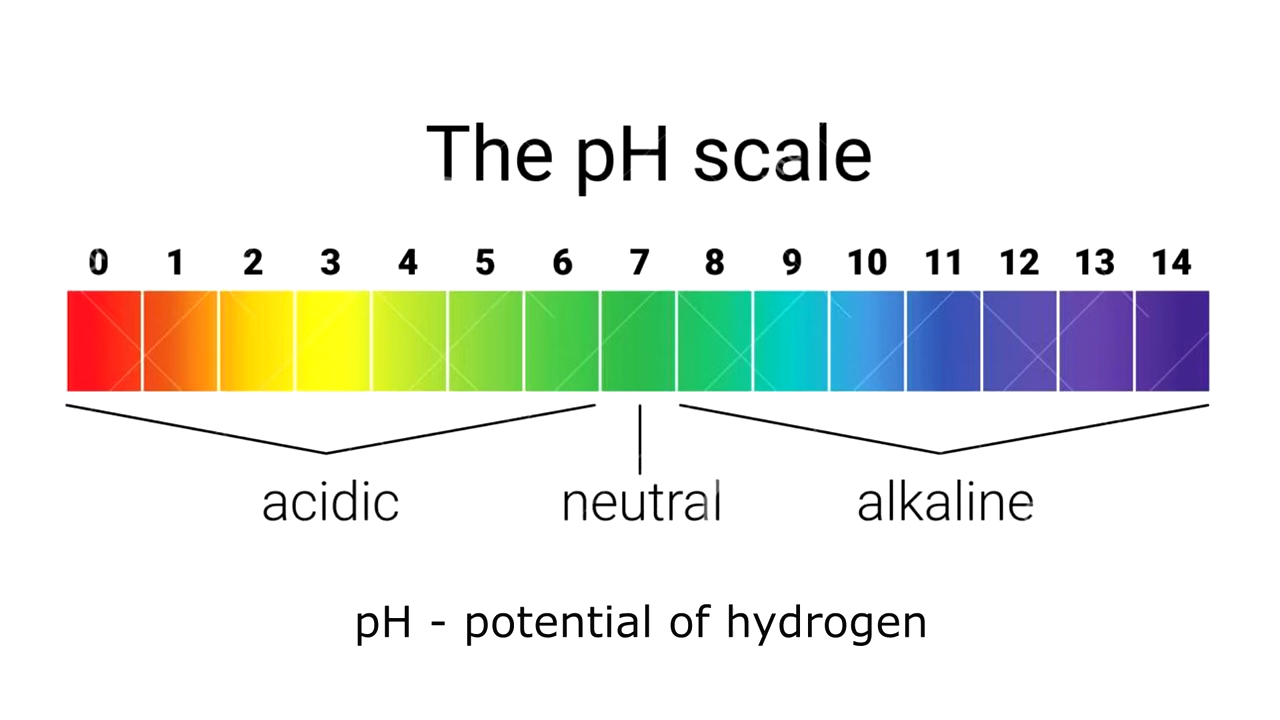 The pH scale
0 1 2 3 4 5 6 7 8 9 10 11 12 13 14
acidic neutral alkaline
pH - potential of hydrogen